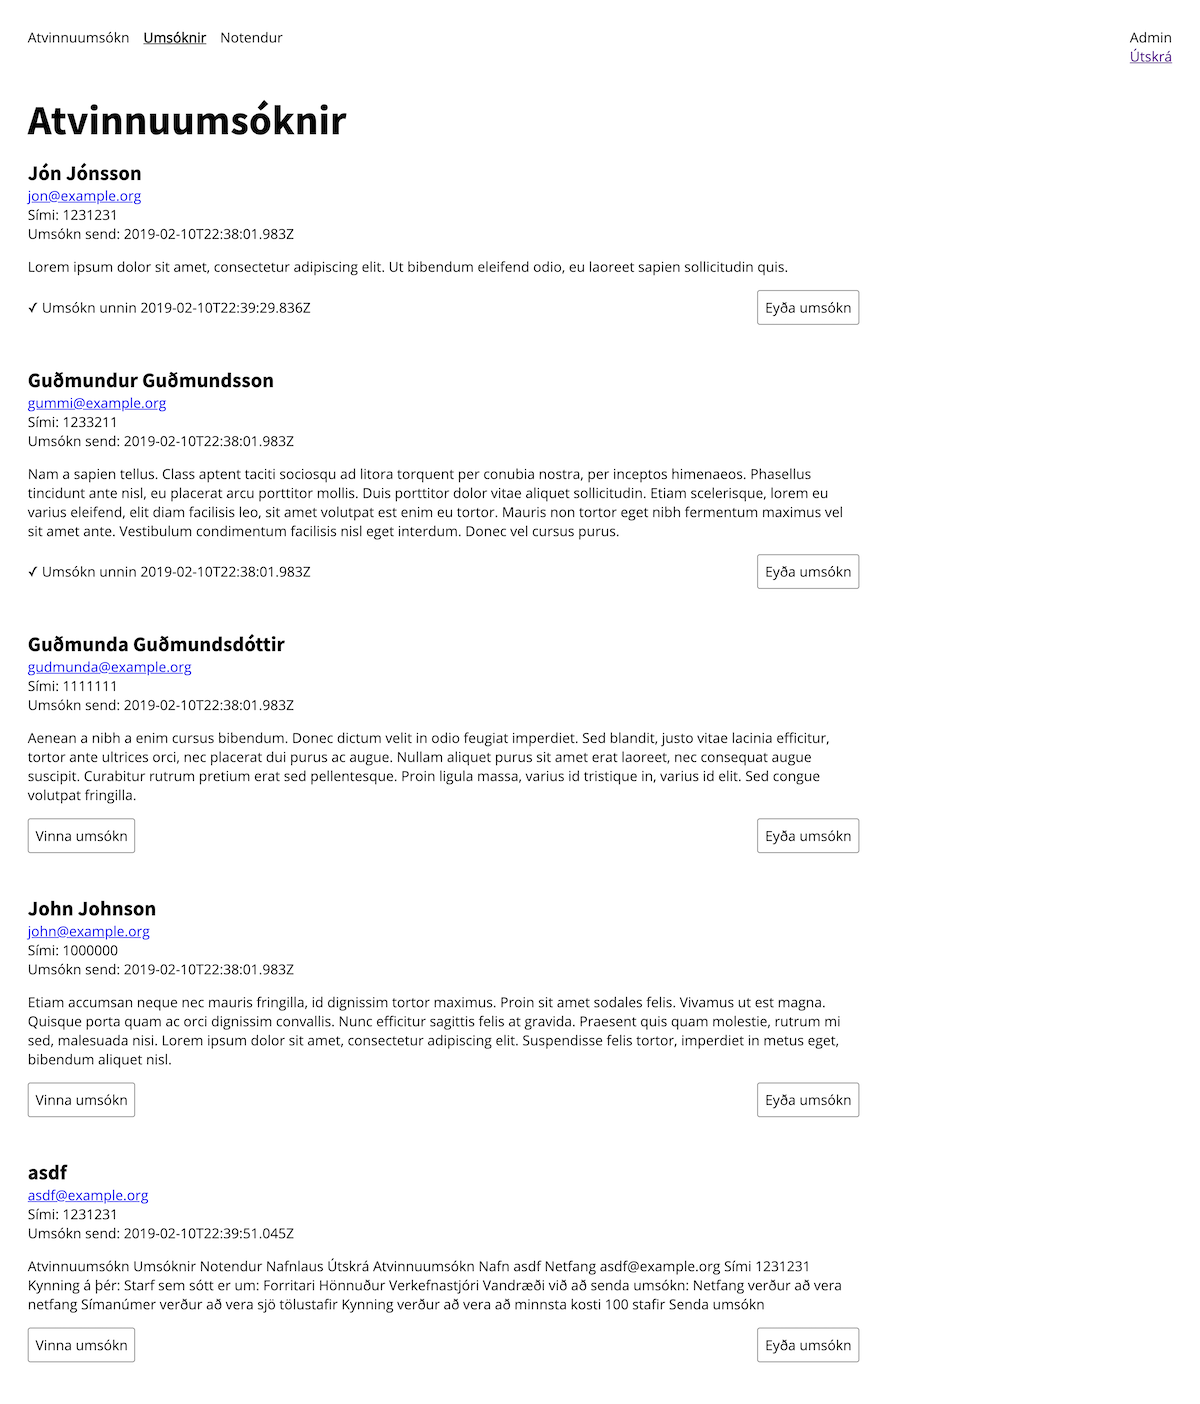 Atvinnuumsókn Umsóknir Notendur Admin
Útskrá
Atvinnuumsóknir
Jón Jónsson
jon@example.org
Sími: 1231231
Umsókn send: 2019-02-10T22:38:01.983Z
Lorem ipsum dolor sit amet, consectetur adipiscing elit. Ut bibendum eleifend odio, eu laoreet sapien sollicitudin quis.
✓ Umsókn unnin 2019-02-10T22:39:29.836Z Eyða umsókn
Guðmundur Guðmundsson
gummi@example.org
Sími: 1233211
Umsókn send: 2019-02-10T22:38:01.983Z
Nam a sapien tellus. Class aptent taciti sociosqu ad litora torquent per conubia nostra, per inceptos himenaeos. Phasellus
tincidunt ante nisl, eu placerat arcu porttitor mollis. Duis porttitor dolor vitae aliquet sollicitudin. Etiam scelerisque, lorem eu
varius eleifend, elit diam facilisis leo, sit amet volutpat est enim eu tortor. Mauris non tortor eget nibh fermentum maximus vel
sit amet ante. Vestibulum condimentum facilisis nisl eget interdum. Donec vel cursus purus.
✓ Umsókn unnin 2019-02-10T22:38:01.983Z Eyða umsókn
Guðmunda Guðmundsdóttir
gudmunda@example.org
Sími: 1111111
Umsókn send: 2019-02-10T22:38:01.983Z
Aenean a nibh a enim cursus bibendum. Donec dictum velit in odio feugiat imperdiet. Sed blandit, justo vitae lacinia efficitur,
tortor ante ultrices orci, nec placerat dui purus ac augue. Nullam aliquet purus sit amet erat laoreet, nec consequat augue
suscipit. Curabitur rutrum pretium erat sed pellentesque. Proin ligula massa, varius id tristique in, varius id elit. Sed congue
volutpat fringilla.
Vinna umsókn Eyða umsókn
John Johnson
john@example.org
Sími: 1000000
Umsókn send: 2019-02-10T22:38:01.983Z
Etiam accumsan neque nec mauris fringilla, id dignissim tortor maximus. Proin sit amet sodales felis. Vivamus ut est magna.
Quisque porta quam ac orci dignissim convallis. Nunc efficitur sagittis felis at gravida. Praesent quis quam molestie, rutrum mi
sed, malesuada nisi. Lorem ipsum dolor sit amet, consectetur adipiscing elit. Suspendisse felis tortor, imperdiet in metus eget,
bibendum aliquet nisl.
Vinna umsókn Eyða umsókn
asdf
asdf@example.org
Sími: 1231231
Umsókn send: 2019-02-10T22:39:51.045Z
Atvinnuumsókn Umsóknir Notendur Nafnlaus Útskrá Atvinnuumsókn Nafn asdf Netfang asdf@example.org Sími 1231231
Kynning á þér: Starf sem sótt er um: Forritari Hönnuður Verkefnastjóri Vandræði við að senda umsókn: Netfang verður að vera
netfang Símanúmer verður að vera sjö tölustafir Kynning verður að vera að minnsta kosti 100 stafir Senda umsókn
Vinna umsókn Eyða umsókn